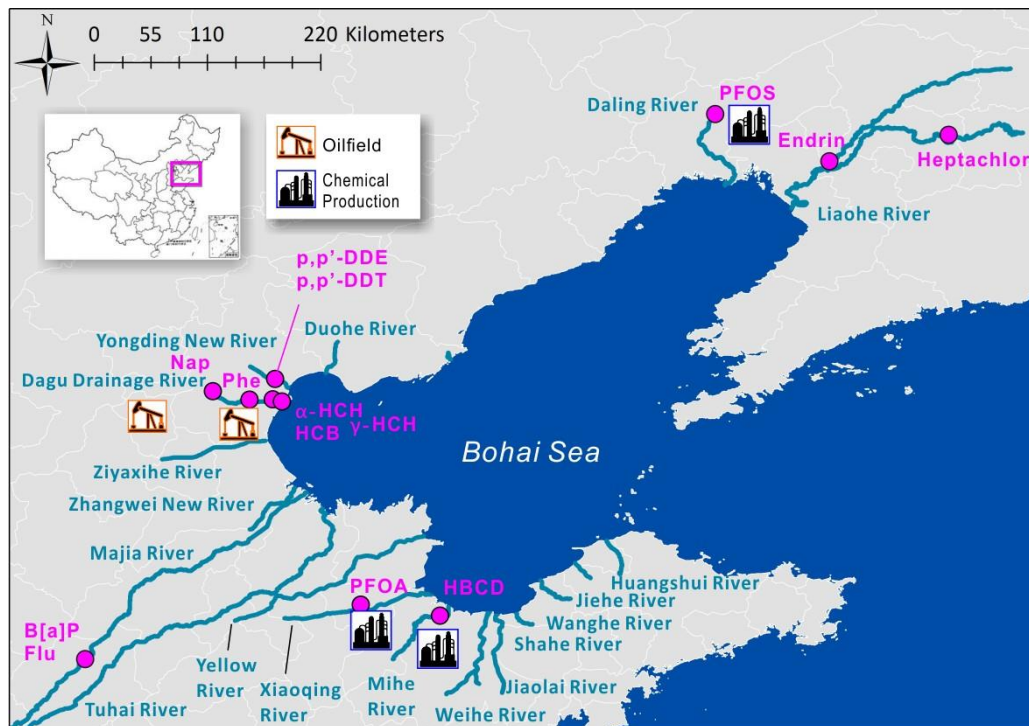 N
0 55 110 220 Kilometers
Oilfield
Chemical
Production
PFOS
Daling River
Endrin
Heptachlor
Liaohe River
p,p’-DDE
p,p’-DDT
Duohe River
Yongding New River
Nap
Dagu Drainage River
Phe
α-HCH
HCB
γ-HCH
Bohai Sea
Ziyaxihe River
Zhangwei New River
Majia River
PFOA
HBCD
Huangshui River
Jiehe River
Wanghe River
Shahe River
B[a]P
Flu
Yellow
River
Xiaoqing
River
Mihe
River
Jiaolai River
Weihe River
Tuhai River